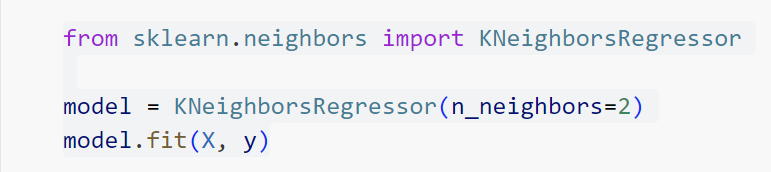 from sklearn.neighbors import KNeighborsRegressor
model = KNeighborsRegressor(n_neighbors=2)
model.fit(X, y)